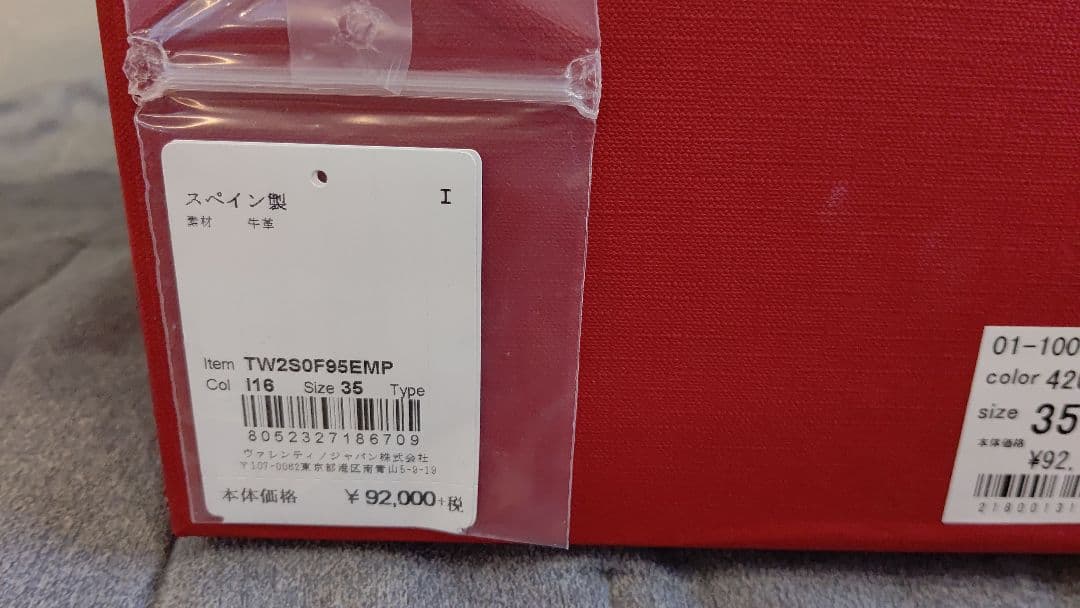 スペイン製 I
素材 牛革
Item TW2S0F95EMP
Col I16 Size 35 Type
8052327186709
ヴァレンティノジャパン株式会社
〒107-0062東京都港区南青山5-9-19
本体価格 ¥92,000+税
01-100
color 420
size 35
本体価格
¥92,
21800131